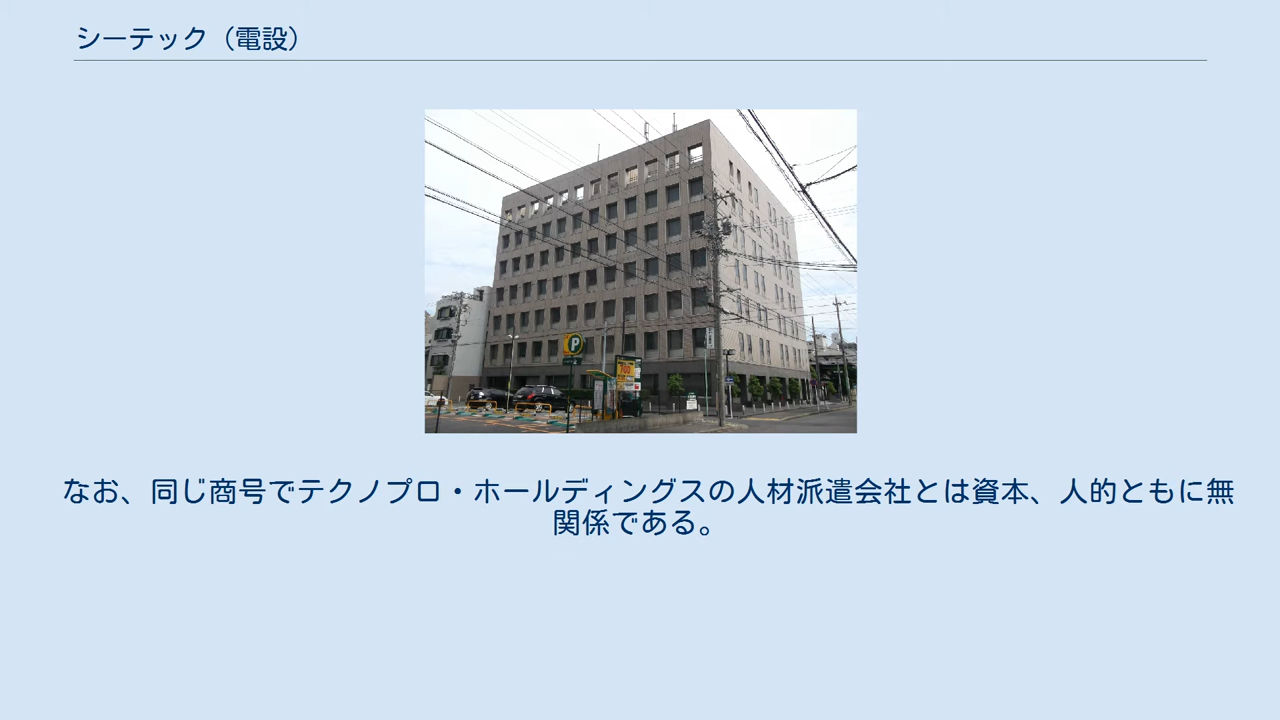 シーテック（電設）
P
700
なお、同じ商号でテクノプロ・ホールディングスの人材派遣会社とは資本、人的ともに無
関係である。